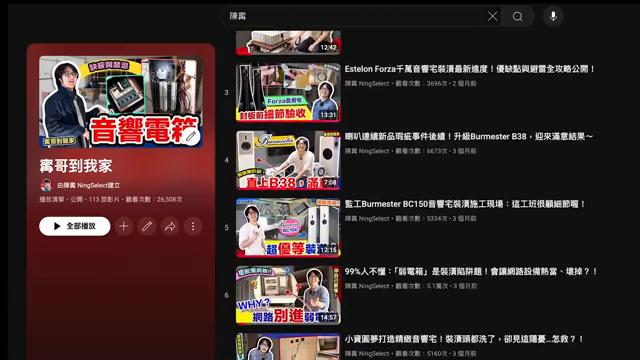 陳寗
缺竅與禁忌
音響電箱
寗哥到我家
寗哥到我家
由陳寗 NingSelect建立
播放清單・公開・113 部影片・觀看次數：26,508次
全部播放
12:42
3
Forza音響宅
封板前細節驗收
13:31
Estelon Forza千萬音響宅裝潢最新進度！優缺點與避雷全攻略公開！
陳寗 NingSelect・觀看次數：3696次・2 個月前
4
Burmester
直上B38 滿
7:08
喇叭連續新品瑕疵事件後續！升級Burmester B38，迎來滿意結果～
陳寗 NingSelect・觀看次數：6673次・3 個月前
5
Burmester
BC150
超優等裝潢
12:15
監工Burmester BC150音響宅裝潢施工現場：這工班很顧細節喔！
陳寗 NingSelect・觀看次數：5334次・3 個月前
6
WHY?
網路別進弱電
14:57
99%人不懂：「弱電箱」是裝潢陷阱題！會讓網路設備熱當、壞掉？！
陳寗 NingSelect・觀看次數：5.1萬次・3 個月前
小資圓夢打造精緻音響宅！裝潢頭都洗了，卻見這隱憂...怎救？！
陳寗 NingSelect・觀看次數：5160次・3 個月前